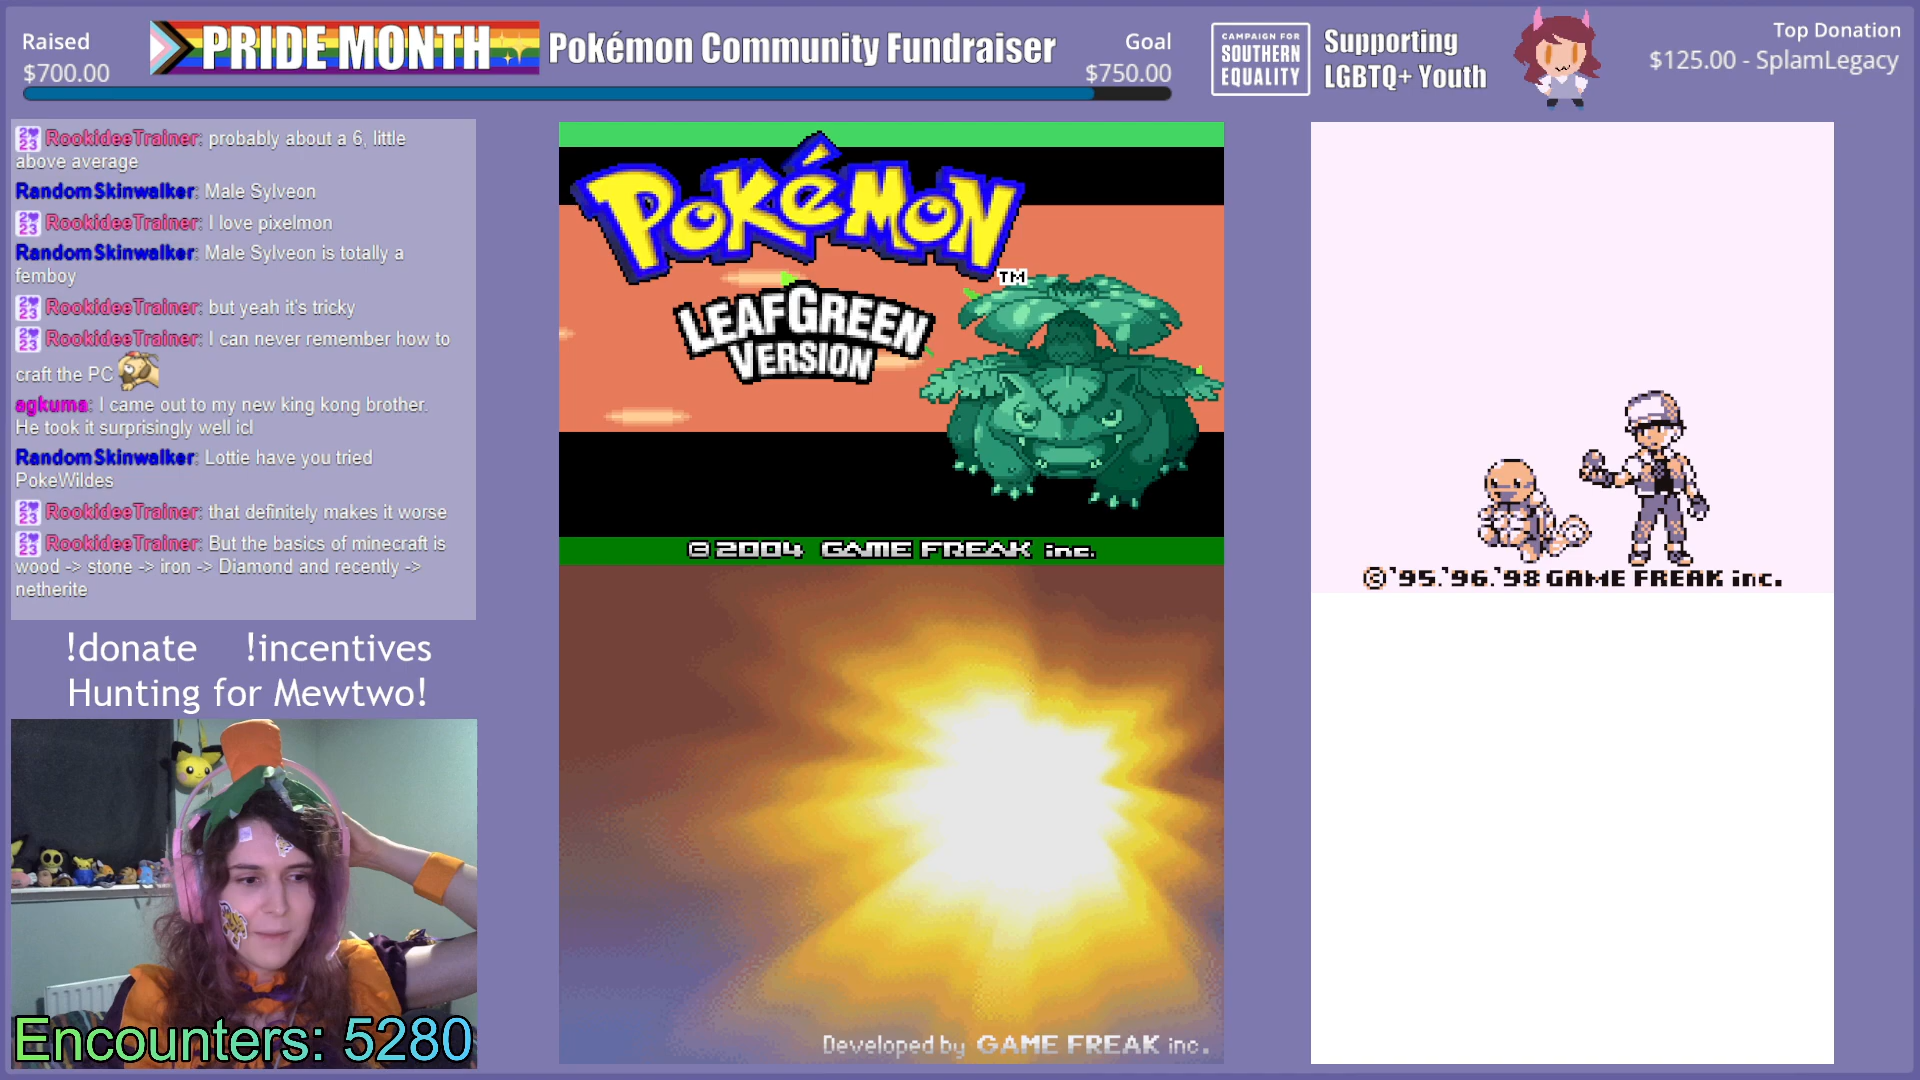 Raised
$700.00
PRIDE MONTH
Pokémon Community Fundraiser
Goal
$750.00
CAMPAIGN FOR
SOUTHERN
EQUALITY
Supporting
LGBTQ+ Youth
Top Donation
$125.00 - SplamLegacy
RookideeTrainer: probably about a 6, little
above average
RandomSkinwalker: Male Sylveon
RookideeTrainer: I love pixelmon
RandomSkinwalker: Male Sylveon is totally a
femboy
RookideeTrainer: but yeah it's tricky
RookideeTrainer: I can never remember how to
craft the PC
agkuma: I came out to my new king kong brother.
He took it surprisingly well icl
RandomSkinwalker: Lottie have you tried
PokeWildes
RookideeTrainer: that definitely makes it worse
RookideeTrainer: But the basics of minecraft is
wood -> stone -> iron -> Diamond and recently ->
netherite
!donate !incentives
Hunting for Mewtwo!
Encounters: 5280
POKéMON
TM
LEAFGREEN
VERSION
© 2004 GAME FREAK inc.
Developed by GAME FREAK inc.
©'95.'96.'98 GAME FREAK inc.